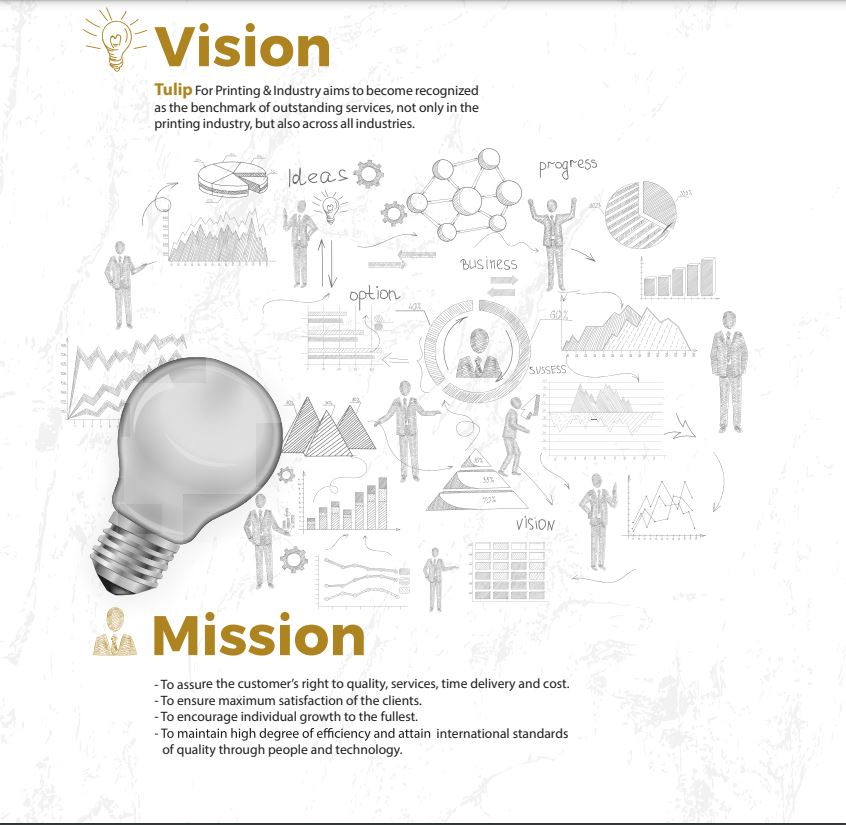 Vision
Tulip For Printing & Industry aims to become recognized
as the benchmark of outstanding services, not only in the
printing industry, but also across all industries.
Ideas
progress
BUSINESS
option
40%
60%
SUSSESS
35%
VISION
Mission
- To assure the customer's right to quality, services, time delivery and cost.
- To ensure maximum satisfaction of the clients.
- To encourage individual growth to the fullest.
- To maintain high degree of efficiency and attain international standards
of quality through people and technology.